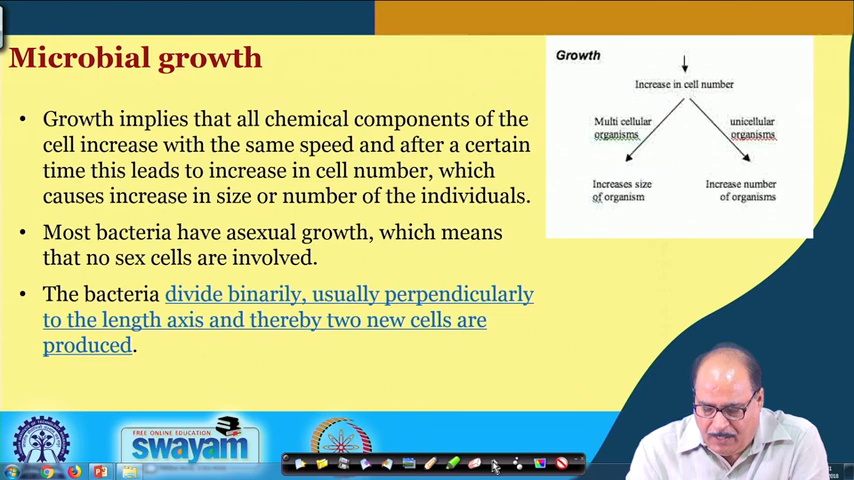 Microbial growth
• Growth implies that all chemical components of the
cell increase with the same speed and after a certain
time this leads to increase in cell number, which
causes increase in size or number of the individuals.
• Most bacteria have asexual growth, which means
that no sex cells are involved.
• The bacteria divide binarily, usually perpendicularly
to the length axis and thereby two new cells are
produced.
Growth
Increase in cell number
Multi cellular
organisms
unicellular
organisms
Increases size
of organism
Increase number
of organisms
FREE ONLINE EDUCATION
swayam